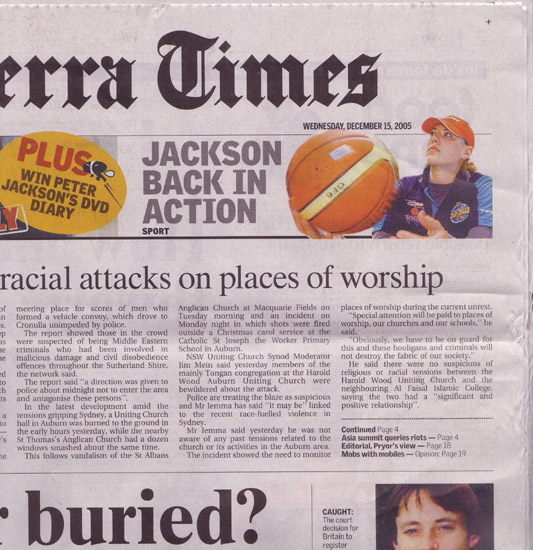 erra Times
WEDNESDAY, DECEMBER 15, 2005
PLUS
WIN PETER
JACKSON'S DVD
DIARY
JACKSON
BACK IN
ACTION
SPORT
racial attacks on places of worship
meeting place for scores of men who
formed a vehicle convoy, which drove to
Cronulla unimpeded by police.
The report showed those in the crowd
were suspected of being Middle Eastern
criminals who had been involved in
malicious damage and civil disobedience
offences throughout the Sutherland Shire,
the network said.
The report said "a direction was given to
police about midnight not to enter the area
and antagonise these persons".
In the latest development amid the
tensions gripping Sydney, a Uniting Church
hall in Auburn was burned to the ground in
the early hours yesterday, while the nearby
St Thomas's Anglican Church had a dozen
windows smashed about the same time.
This follows vandalism of the St Albans
Anglican Church at Macquarie Fields on
Tuesday morning and an incident on
Monday night in which shots were fired
outside a Christmas carol service at the
Catholic St Joseph the Worker Primary
School in Auburn.
NSW Uniting Church Synod Moderator
Jim Mein said yesterday members of the
mainly Tongan congregation at the Harold
Wood Auburn Uniting Church were
bewildered about the attack.
Police are treating the blaze as suspicious
and Mr Iemma has said "it may be" linked
to the recent race-fuelled violence in
Sydney.
Mr Iemma said yesterday he was not
aware of any past tensions related to the
church or its activities in the Auburn area.
The incident showed the need to monitor
places of worship during the current unrest.
"Special attention will be paid to places of
worship, our churches and our schools," he
said.
"Obviously, we have to be on guard for
this and these hooligans and criminals will
not destroy the fabric of our society."
He said there were no suspicions of
religious or racial tensions between the
Harold Wood Uniting Church and the
neighbouring Al Faisal Islamic College,
saying the two had a "significant and
positive relationship".
Continued Page 4
Asia summit queries riots — Page 4
Editorial, Pryor's view — Page 18
Mobs with mobiles — Opinion: Page 19
r buried?
CAUGHT:
The court
decision for
Britain to
register